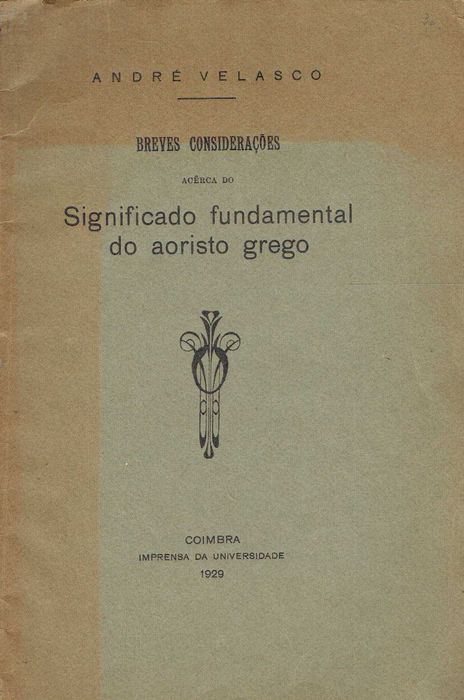 ANDRÉ VELASCO
BREVES CONSIDERAÇÕES
ACÊRCA DO
Significado fundamental
do aoristo grego
COIMBRA
IMPRENSA DA UNIVERSIDADE
1929